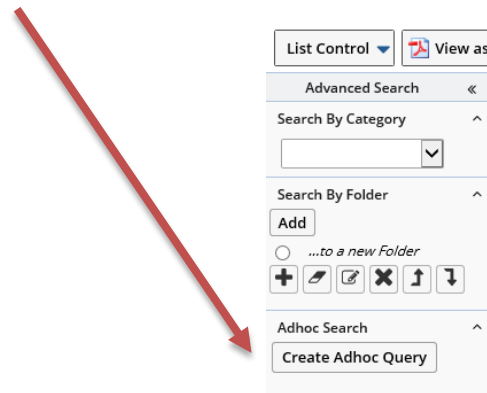 List Control View as
Advanced Search «
Search By Category
Search By Folder
Add
...to a new Folder
Adhoc Search
Create Adhoc Query